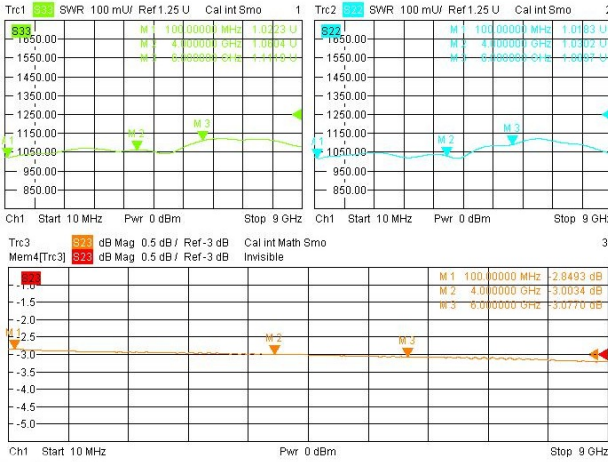 Trc1 S33 SWR 100 mU/ Ref 1.25 U Cal int Smo 1
S33
M 1 100.00000 MHz 1.0223 U
M 2 4.000000 GHz 1.0604 U
1650.00
1550.00
1450.00
1350.00
1250.00
1150.00
1050.00
950.00
850.00
M 2
M 3
Ch1 Start 10 MHz Pwr 0 dBm Stop 9 GHz
Trc2 S22 SWR 100 mU/ Ref 1.25 U Cal int Smo
S22
M 1 100.00000 MHz 1.0183 U
M 2 4.000000 GHz 1.0302 U
1650.00
1550.00
1450.00
1350.00
1250.00
1150.00
1050.00
950.00
850.00
M 2
M 3
Ch1 Start 10 MHz Pwr 0 dBm Stop 9 GHz
Trc3 S23 dB Mag 0.5 dB / Ref -3 dB Cal int Math Smo 3
Mem4[Trc3] S23 dB Mag 0.5 dB / Ref -3 dB Invisible
S23
M 1 100.00000 MHz -2.8493 dB
M 2 4.000000 GHz -3.0034 dB
M 3 6.000000 GHz -3.0770 dB
-1.0
-1.5
-2.0
-2.5
-3.0
-3.5
-4.0
-4.5
-5.0
M 1
M 2
M 3
Ch1 Start 10 MHz Pwr 0 dBm Stop 9 GHz